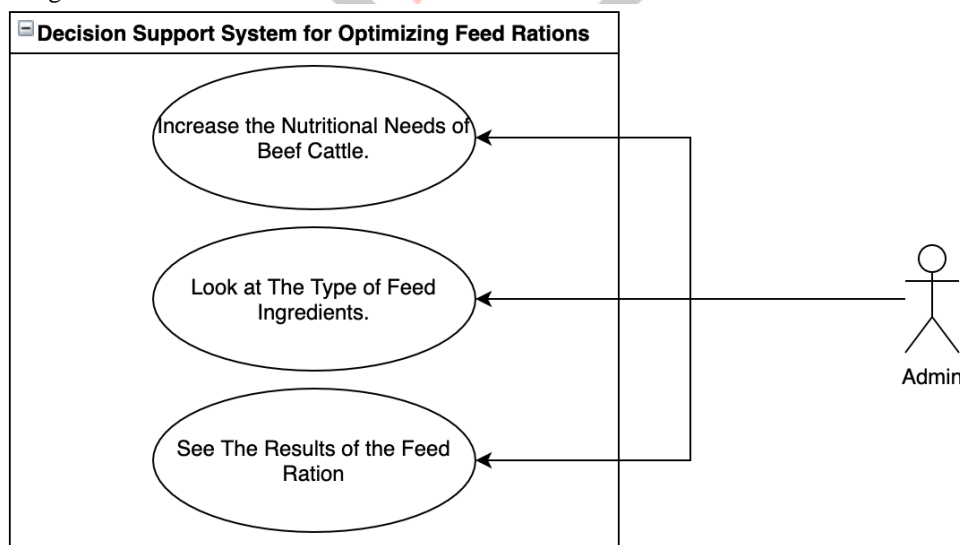 Decision Support System for Optimizing Feed Rations
Increase the Nutritional Needs of
Beef Cattle.
Look at The Type of Feed
Ingredients.
See The Results of the Feed
Ration
Admin